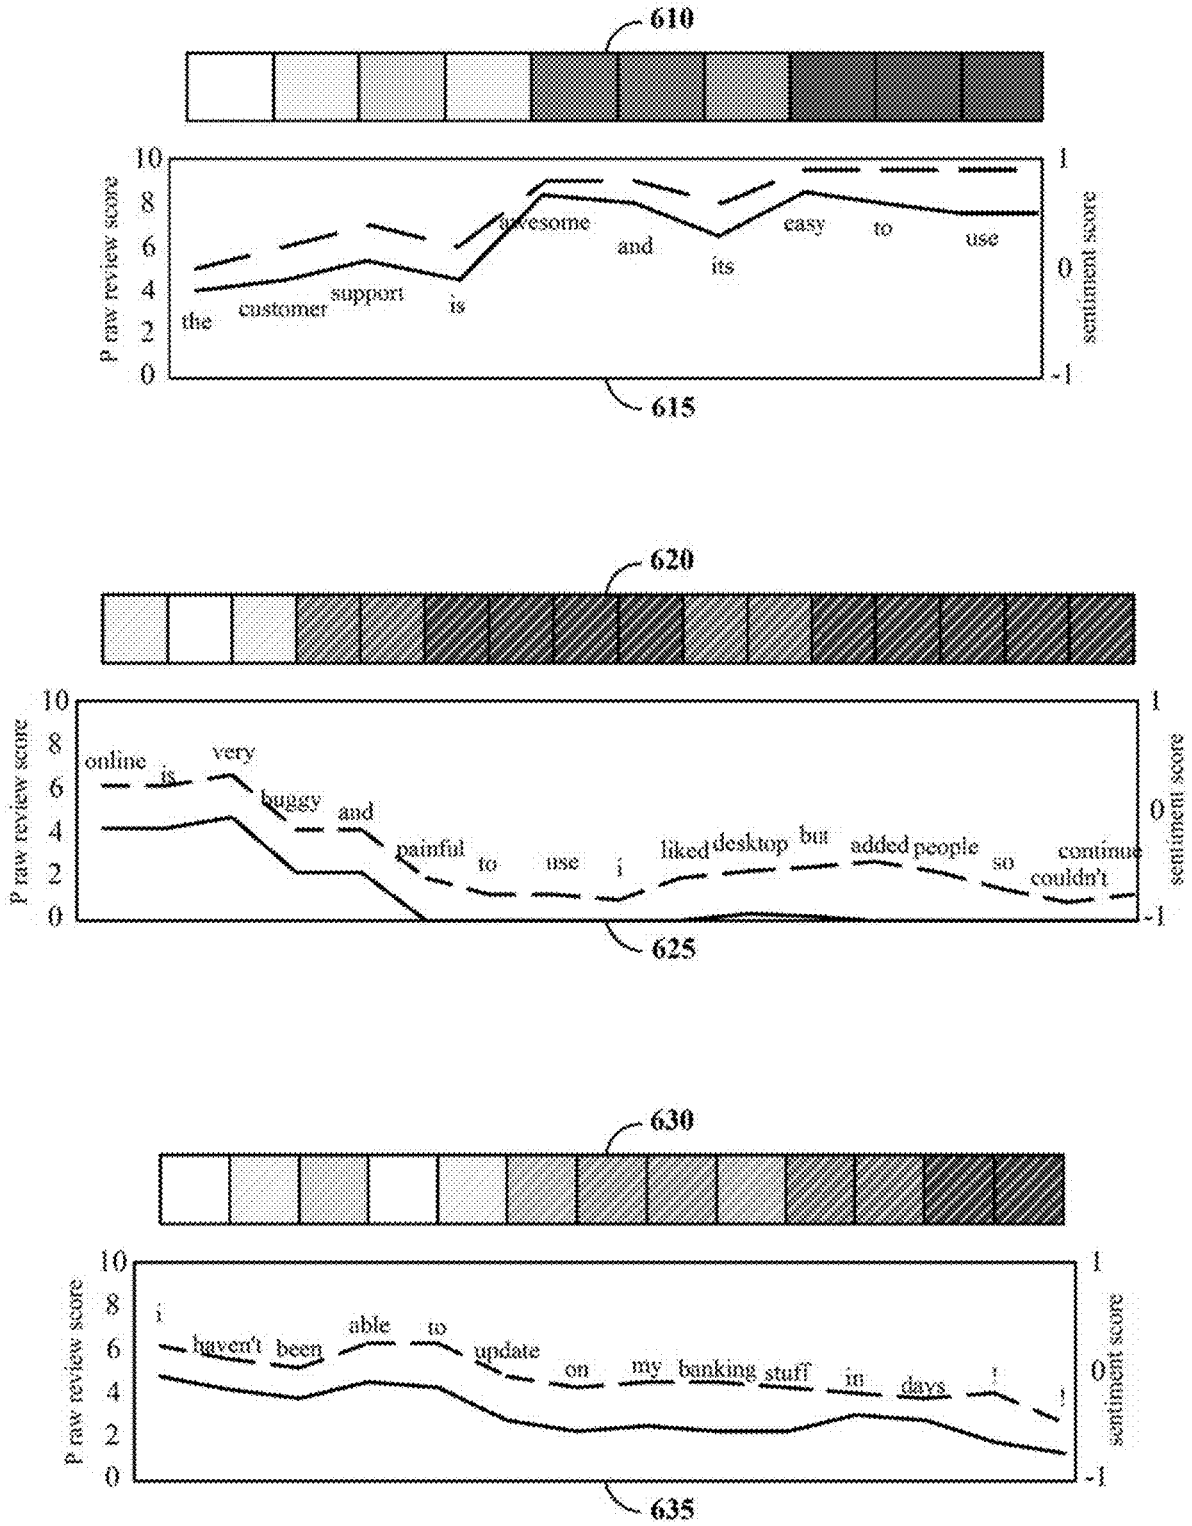 610
10
8
6
4
2
0
P raw review score
the
customer
support
is
awesome
and
its
easy
to
use
1
0
-1
sentiment score
615
620
10
8
6
4
2
0
P raw review score
online
is
very
buggy
and
painful
to
use
i
liked
desktop
but
added
people
so
couldn't
continue
1
0
-1
sentiment score
625
630
10
8
6
4
2
0
P raw review score
i
haven't
been
able
to
update
on
my
banking
stuff
in
days
!
!
1
0
-1
sentiment score
635